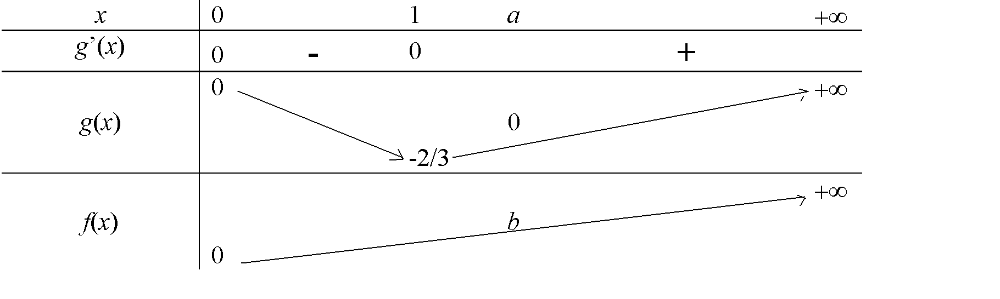 x 0 1 a +∞
g’(x) 0 - 0 +
0 +∞
g(x) 0
-2/3
+∞
f(x) b
0